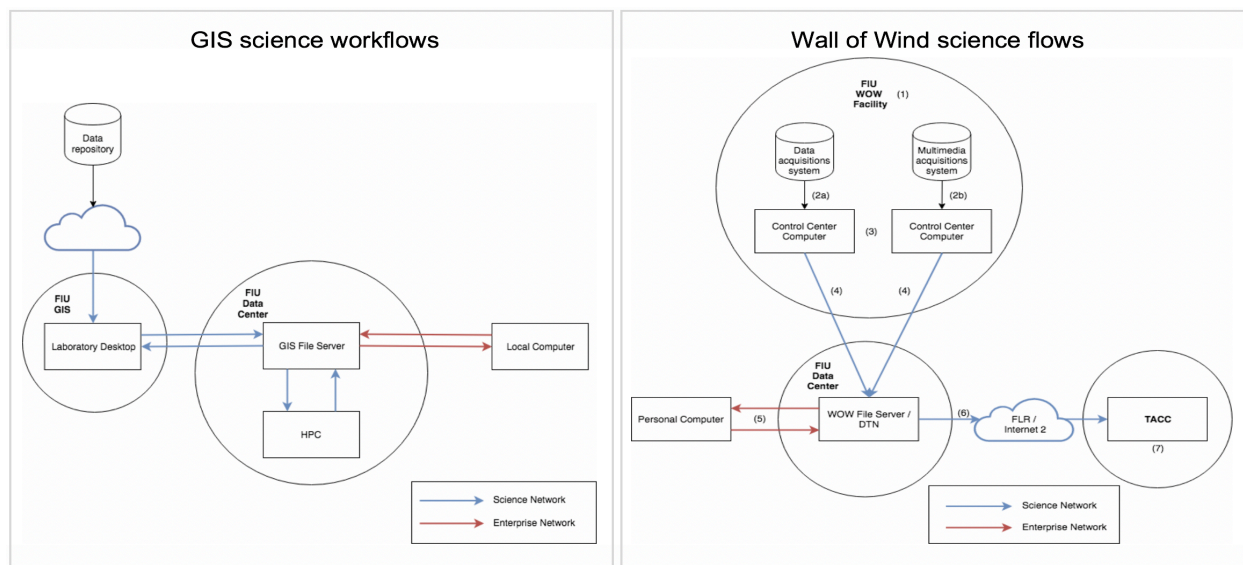 GIS science workflows
Data
repository
FIU
GIS
Laboratory Desktop
FIU
Data
Center
GIS File Server
HPC
Local Computer
Science Network
Enterprise Network
Wall of Wind science flows
FIU
WOW
Facility
(1)
Data
acquisitions
system
Multimedia
acquisitions
system
(2a)
(2b)
Control Center
Computer
(3)
Control Center
Computer
(4)
(4)
FIU
Data
Center
Personal Computer
(5)
WOW File Server /
DTN
(6)
FLR /
Internet 2
TACC
(7)
Science Network
Enterprise Network